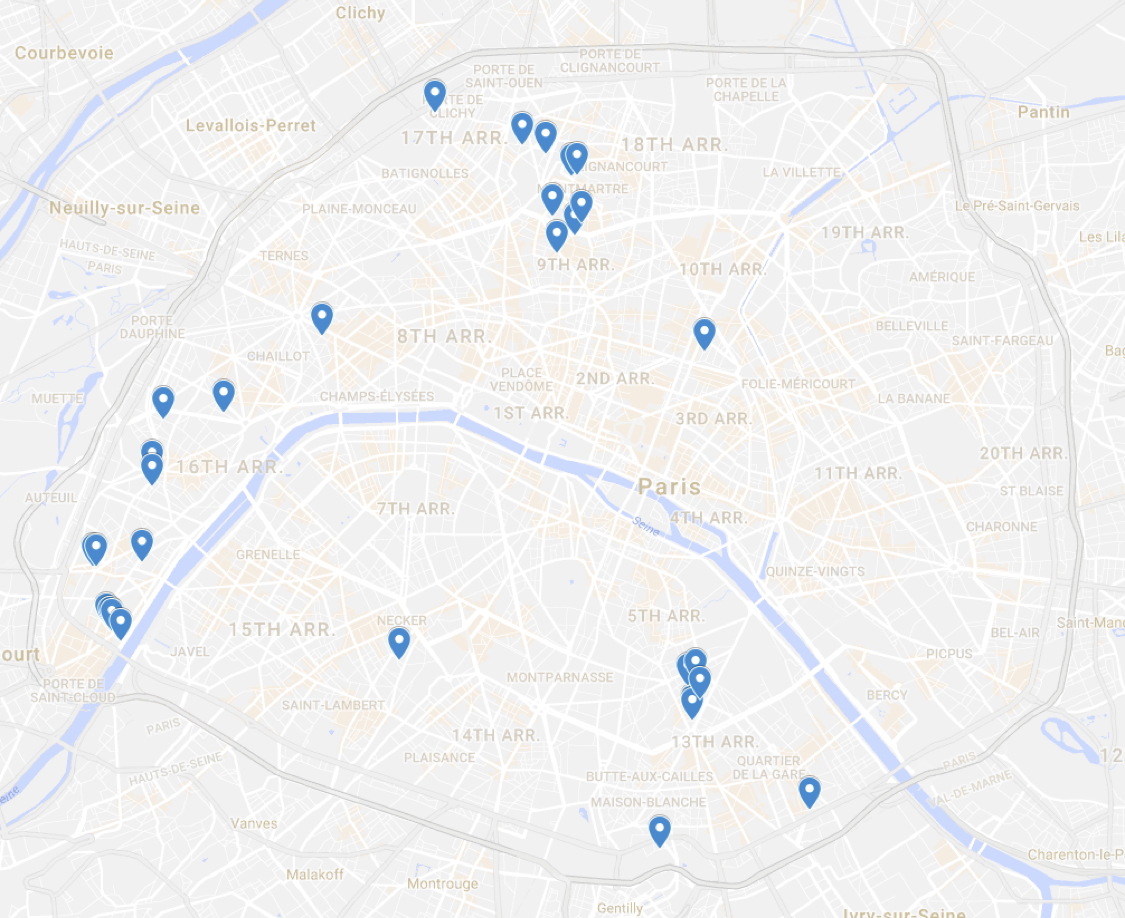 Clichy
Courbevoie
PORTE DE
CLIGNANCOURT
PORTE DE
SAINT-OUEN
PORTE DE LA
CHAPELLE
TE DE
CLICHY
Pantin
Levallois-Perret
17TH ARR.
18TH ARR.
IGNANCOURT
BATIGNOLLES
LA VILLETTE
MONTMARTRE
Neuilly-sur-Seine
PLAINE-MONCEAU
Le Pré-Saint-Gervais
19TH ARR.
Les Lila
HAUTS-DE-SEINE
PARIS
TERNES
9TH ARR.
10TH ARR.
AMÉRIQUE
PORTE
DAUPHINE
8TH ARR.
BELLEVILLE
SAINT-FARGEAU
Bag
CHAILLOT
PLACE
VENDÔME
2ND ARR.
FOLIE-MÉRICOURT
MUETTE
CHAMPS-ÉLYSÉES
LA BANANE
1ST ARR.
3RD ARR.
20TH ARR.
16TH ARR.
11TH ARR.
Paris
ST BLAISE
AUTEUIL
7TH ARR.
4TH ARR.
Seine
CHARONNE
GRENELLE
QUINZE-VINGTS
5TH ARR.
NECKER
15TH ARR.
Saint-Mand
BEL-AIR
ourt
JAVEL
PICPUS
MONTPARNASSE
PORTE DE
SAINT-CLOUD
BERCY
SAINT-LAMBERT
PARIS
14TH ARR.
13TH ARR.
12
PLAISANCE
QUARTIER
DE LA GARE
PARIS
HAUTS-DE-SEINE
BUTTE-AUX-CAILLES
VAL-DE-MARNE
eine
MAISON-BLANCHE
Vanves
Charenton-le-P
Malakoff
Montrouge
Gentilly
Ivry-sur-Seine